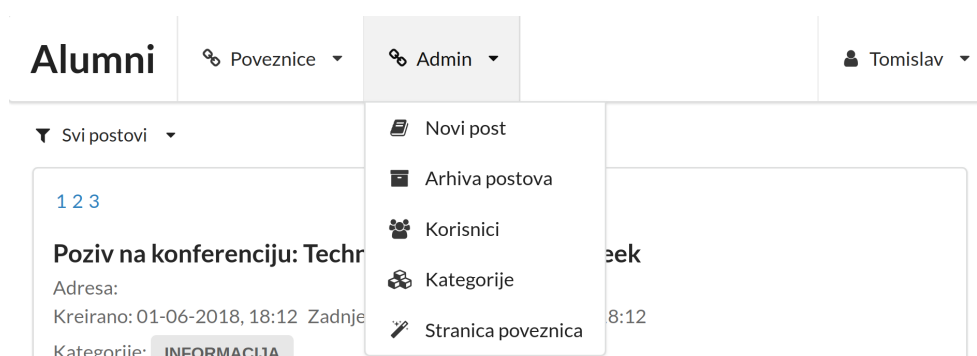 Alumni Poveznice Admin Tomislav
Novi post
Svi postovi
Arhiva postova
1 2 3
Korisnici
Poziv na konferenciju: Techn eek
Kategorije
Adresa:
Kreirano: 01-06-2018, 18:12 Zadnje 8:12
Stranica poveznica
Kategorije: INFORMACIJA